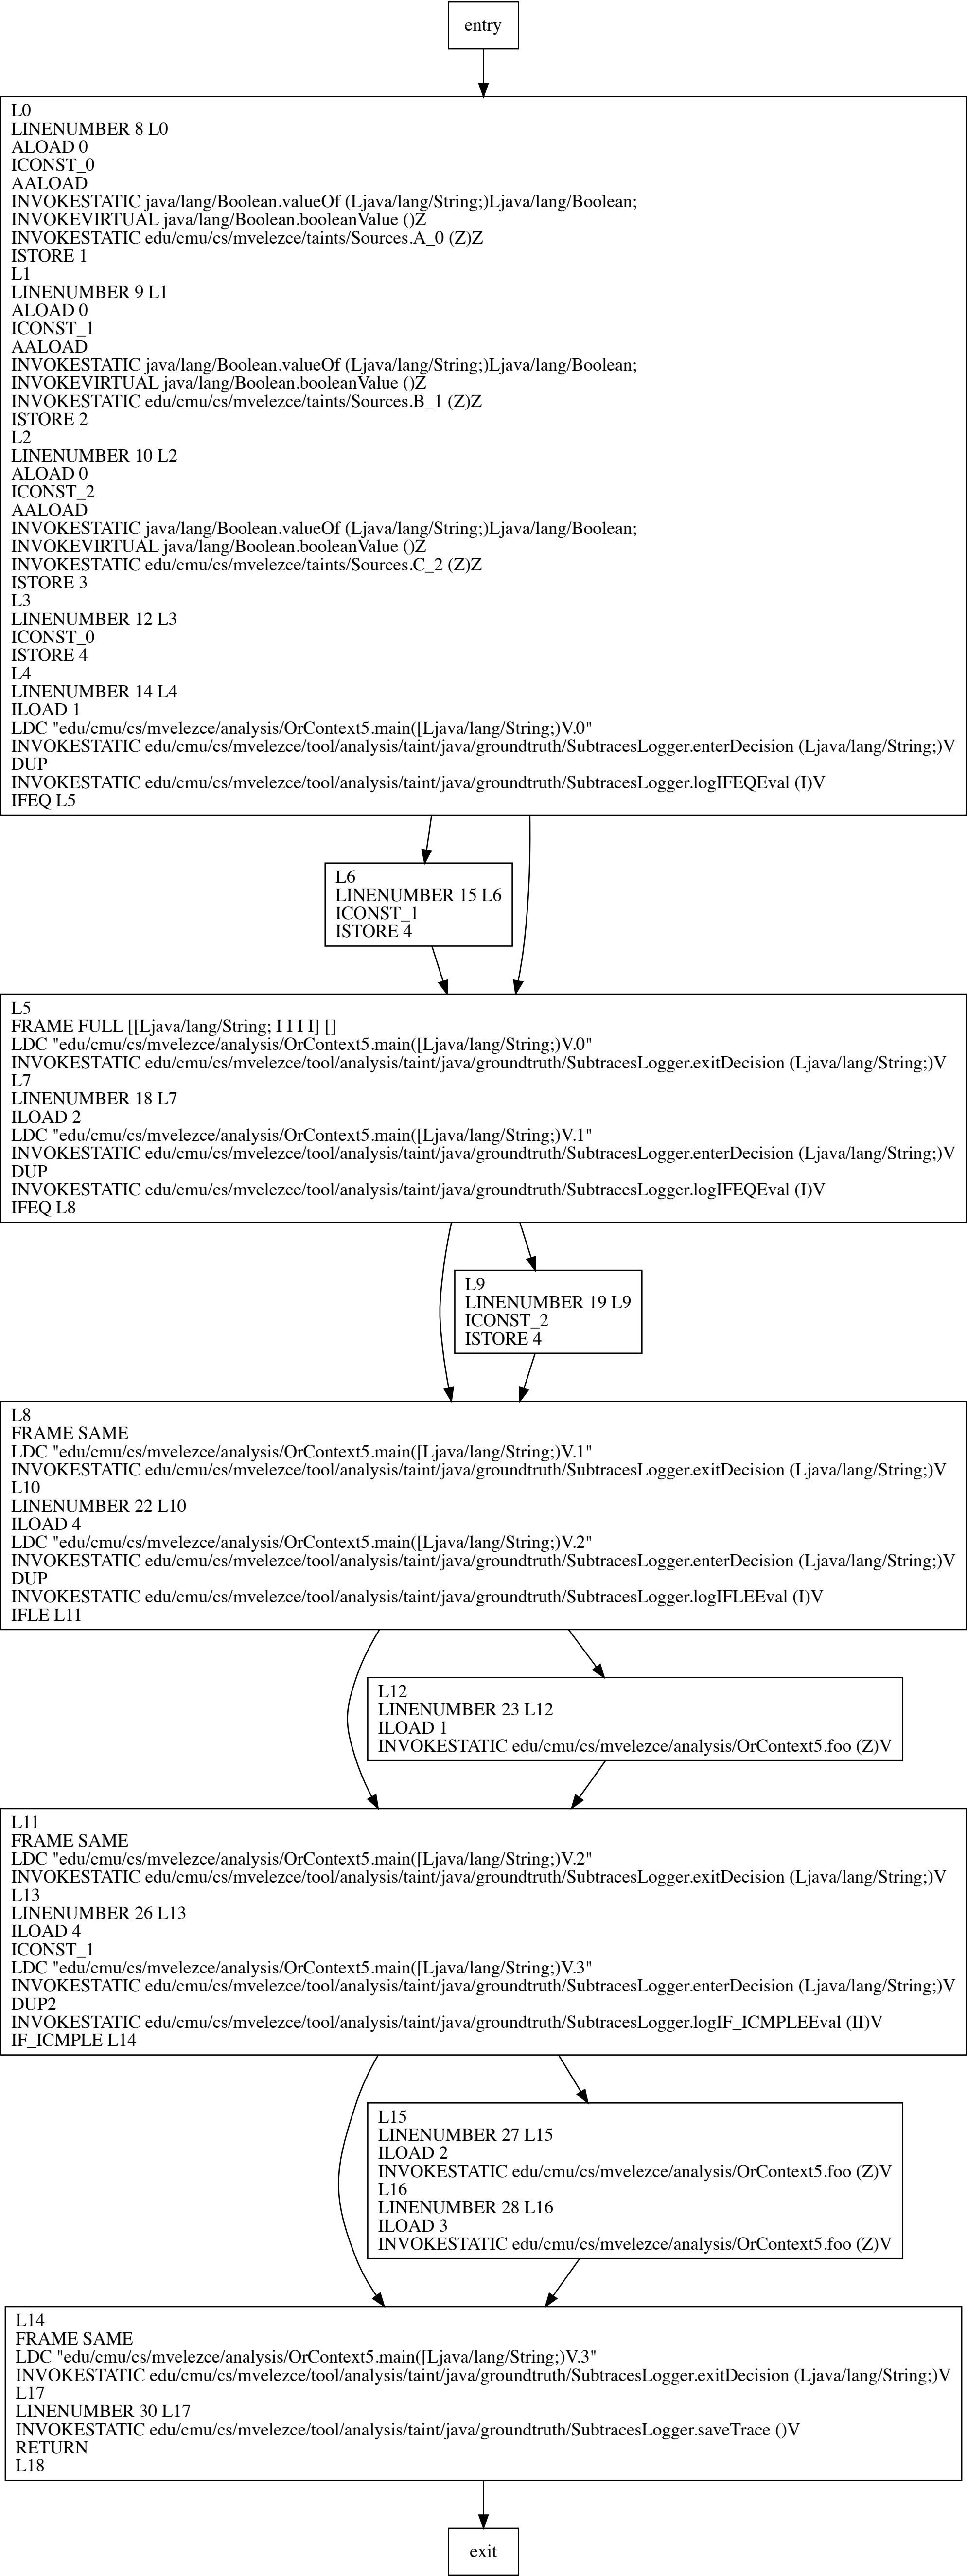 entry
L0
LINENUMBER 8 L0
ALOAD 0
ICONST_0
AALOAD
INVOKESTATIC java/lang/Boolean.valueOf (Ljava/lang/String;)Ljava/lang/Boolean;
INVOKEVIRTUAL java/lang/Boolean.booleanValue ()Z
INVOKESTATIC edu/cmu/cs/mvelezce/taints/Sources.A_0 (Z)Z
ISTORE 1
L1
LINENUMBER 9 L1
ALOAD 0
ICONST_1
AALOAD
INVOKESTATIC java/lang/Boolean.valueOf (Ljava/lang/String;)Ljava/lang/Boolean;
INVOKEVIRTUAL java/lang/Boolean.booleanValue ()Z
INVOKESTATIC edu/cmu/cs/mvelezce/taints/Sources.B_1 (Z)Z
ISTORE 2
L2
LINENUMBER 10 L2
ALOAD 0
ICONST_2
AALOAD
INVOKESTATIC java/lang/Boolean.valueOf (Ljava/lang/String;)Ljava/lang/Boolean;
INVOKEVIRTUAL java/lang/Boolean.booleanValue ()Z
INVOKESTATIC edu/cmu/cs/mvelezce/taints/Sources.C_2 (Z)Z
ISTORE 3
L3
LINENUMBER 12 L3
ICONST_0
ISTORE 4
L4
LINENUMBER 14 L4
ILOAD 1
LDC "edu/cmu/cs/mvelezce/analysis/OrContext5.main([Ljava/lang/String;)V.0"
INVOKESTATIC edu/cmu/cs/mvelezce/tool/analysis/taint/java/groundtruth/SubtracesLogger.enterDecision (Ljava/lang/String;)V
DUP
INVOKESTATIC edu/cmu/cs/mvelezce/tool/analysis/taint/java/groundtruth/SubtracesLogger.logIFEQEval (I)V
IFEQ L5
L6
LINENUMBER 15 L6
ICONST_1
ISTORE 4
L5
FRAME FULL [[Ljava/lang/String; I I I I] []
LDC "edu/cmu/cs/mvelezce/analysis/OrContext5.main([Ljava/lang/String;)V.0"
INVOKESTATIC edu/cmu/cs/mvelezce/tool/analysis/taint/java/groundtruth/SubtracesLogger.exitDecision (Ljava/lang/String;)V
L7
LINENUMBER 18 L7
ILOAD 2
LDC "edu/cmu/cs/mvelezce/analysis/OrContext5.main([Ljava/lang/String;)V.1"
INVOKESTATIC edu/cmu/cs/mvelezce/tool/analysis/taint/java/groundtruth/SubtracesLogger.enterDecision (Ljava/lang/String;)V
DUP
INVOKESTATIC edu/cmu/cs/mvelezce/tool/analysis/taint/java/groundtruth/SubtracesLogger.logIFEQEval (I)V
IFEQ L8
L9
LINENUMBER 19 L9
ICONST_2
ISTORE 4
L8
FRAME SAME
LDC "edu/cmu/cs/mvelezce/analysis/OrContext5.main([Ljava/lang/String;)V.1"
INVOKESTATIC edu/cmu/cs/mvelezce/tool/analysis/taint/java/groundtruth/SubtracesLogger.exitDecision (Ljava/lang/String;)V
L10
LINENUMBER 22 L10
ILOAD 4
LDC "edu/cmu/cs/mvelezce/analysis/OrContext5.main([Ljava/lang/String;)V.2"
INVOKESTATIC edu/cmu/cs/mvelezce/tool/analysis/taint/java/groundtruth/SubtracesLogger.enterDecision (Ljava/lang/String;)V
DUP
INVOKESTATIC edu/cmu/cs/mvelezce/tool/analysis/taint/java/groundtruth/SubtracesLogger.logIFLEEval (I)V
IFLE L11
L12
LINENUMBER 23 L12
ILOAD 1
INVOKESTATIC edu/cmu/cs/mvelezce/analysis/OrContext5.foo (Z)V
L11
FRAME SAME
LDC "edu/cmu/cs/mvelezce/analysis/OrContext5.main([Ljava/lang/String;)V.2"
INVOKESTATIC edu/cmu/cs/mvelezce/tool/analysis/taint/java/groundtruth/SubtracesLogger.exitDecision (Ljava/lang/String;)V
L13
LINENUMBER 26 L13
ILOAD 4
ICONST_1
LDC "edu/cmu/cs/mvelezce/analysis/OrContext5.main([Ljava/lang/String;)V.3"
INVOKESTATIC edu/cmu/cs/mvelezce/tool/analysis/taint/java/groundtruth/SubtracesLogger.enterDecision (Ljava/lang/String;)V
DUP2
INVOKESTATIC edu/cmu/cs/mvelezce/tool/analysis/taint/java/groundtruth/SubtracesLogger.logIF_ICMPLEEval (II)V
IF_ICMPLE L14
L15
LINENUMBER 27 L15
ILOAD 2
INVOKESTATIC edu/cmu/cs/mvelezce/analysis/OrContext5.foo (Z)V
L16
LINENUMBER 28 L16
ILOAD 3
INVOKESTATIC edu/cmu/cs/mvelezce/analysis/OrContext5.foo (Z)V
L14
FRAME SAME
LDC "edu/cmu/cs/mvelezce/analysis/OrContext5.main([Ljava/lang/String;)V.3"
INVOKESTATIC edu/cmu/cs/mvelezce/tool/analysis/taint/java/groundtruth/SubtracesLogger.exitDecision (Ljava/lang/String;)V
L17
LINENUMBER 30 L17
INVOKESTATIC edu/cmu/cs/mvelezce/tool/analysis/taint/java/groundtruth/SubtracesLogger.saveTrace ()V
RETURN
L18
exit